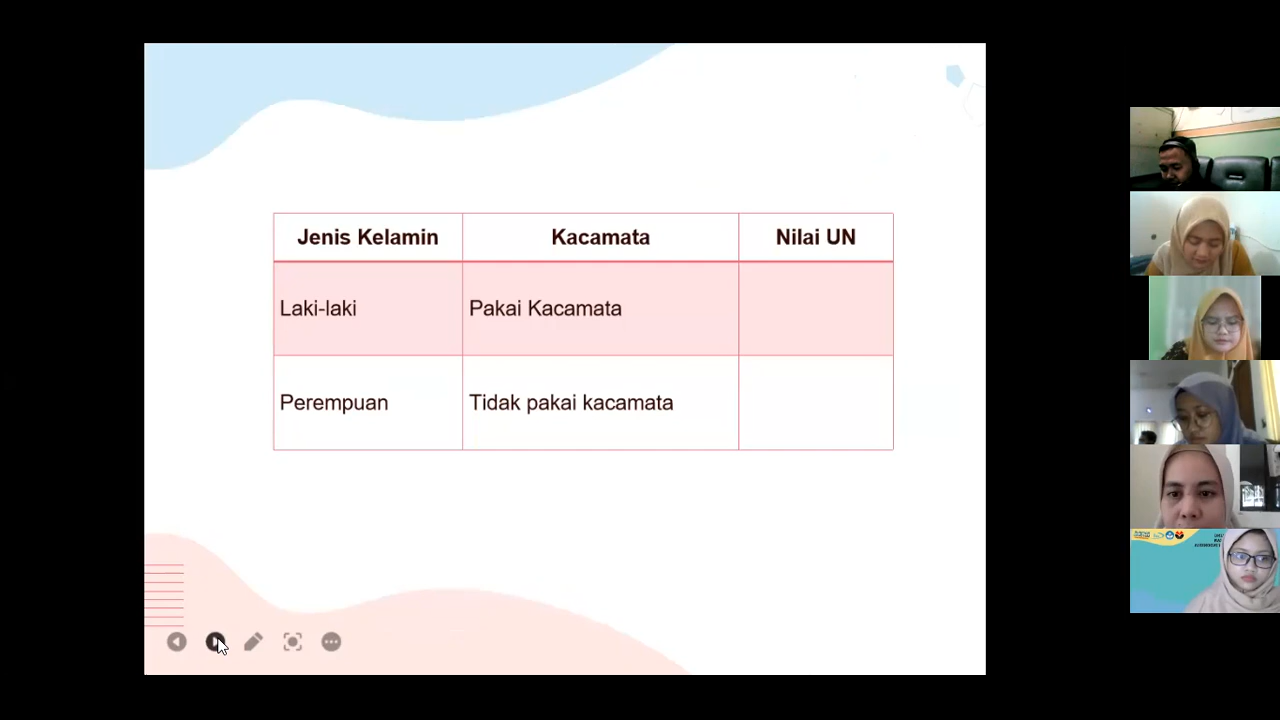 Jenis Kelamin Kacamata Nilai UN
Laki-laki Pakai Kacamata
Perempuan Tidak pakai kacamata